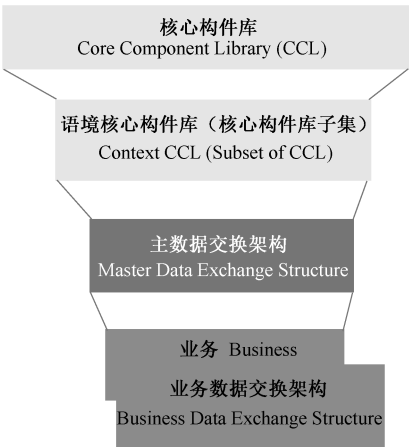 核心构件库
Core Component Library (CCL)
语境核心构件库（核心构件库子集）
Context CCL (Subset of CCL)
主数据交换架构
Master Data Exchange Structure
业务 Business
业务数据交换架构
Business Data Exchange Structure